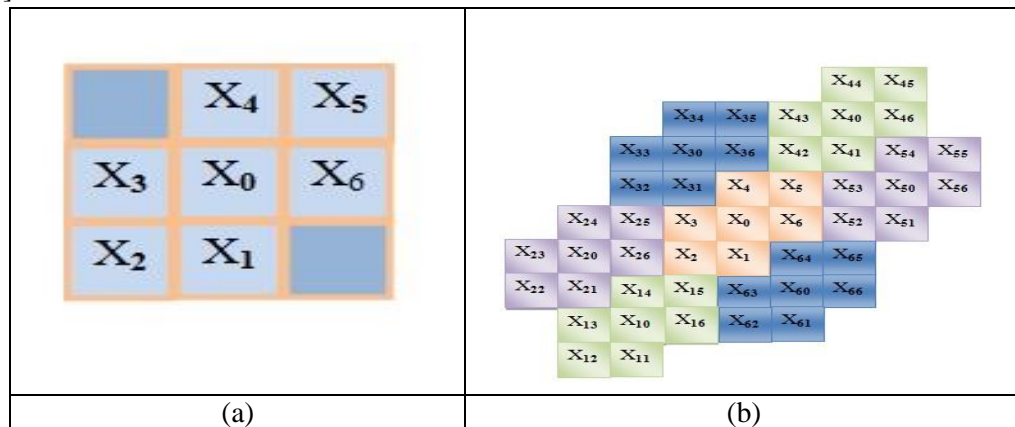 ]
X₄ X₅
X₃ X₀ X₆
X₂ X₁
X₄₄ X₄₅
X₃₄ X₃₅ X₄₃ X₄₀ X₄₆
X₃₃ X₃₀ X₃₆ X₄₂ X₄₁ X₅₄ X₅₅
X₃₂ X₃₁ X₄ X₅ X₅₃ X₅₀ X₅₆
X₂₄ X₂₅ X₃ X₀ X₆ X₅₂ X₅₁
X₂₃ X₂₀ X₂₆ X₂ X₁ X₆₄ X₆₅
X₂₂ X₂₁ X₁₄ X₁₅ X₆₃ X₆₀ X₆₆
X₁₃ X₁₀ X₁₆ X₆₂ X₆₁
X₁₂ X₁₁
(a) (b)